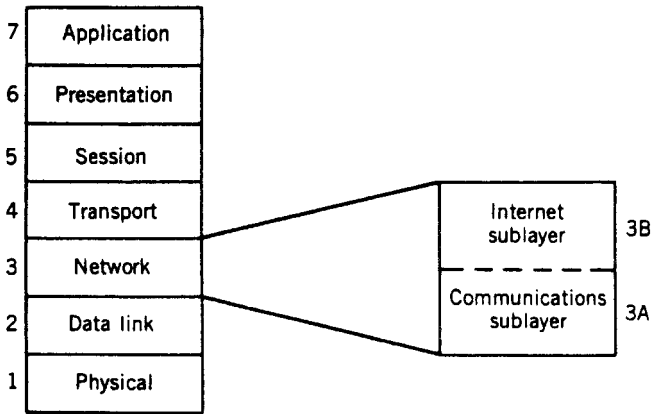 7 Application
6 Presentation
5 Session
4 Transport
3 Network
2 Data link
1 Physical
Internet
sublayer 3B
Communications
sublayer 3A